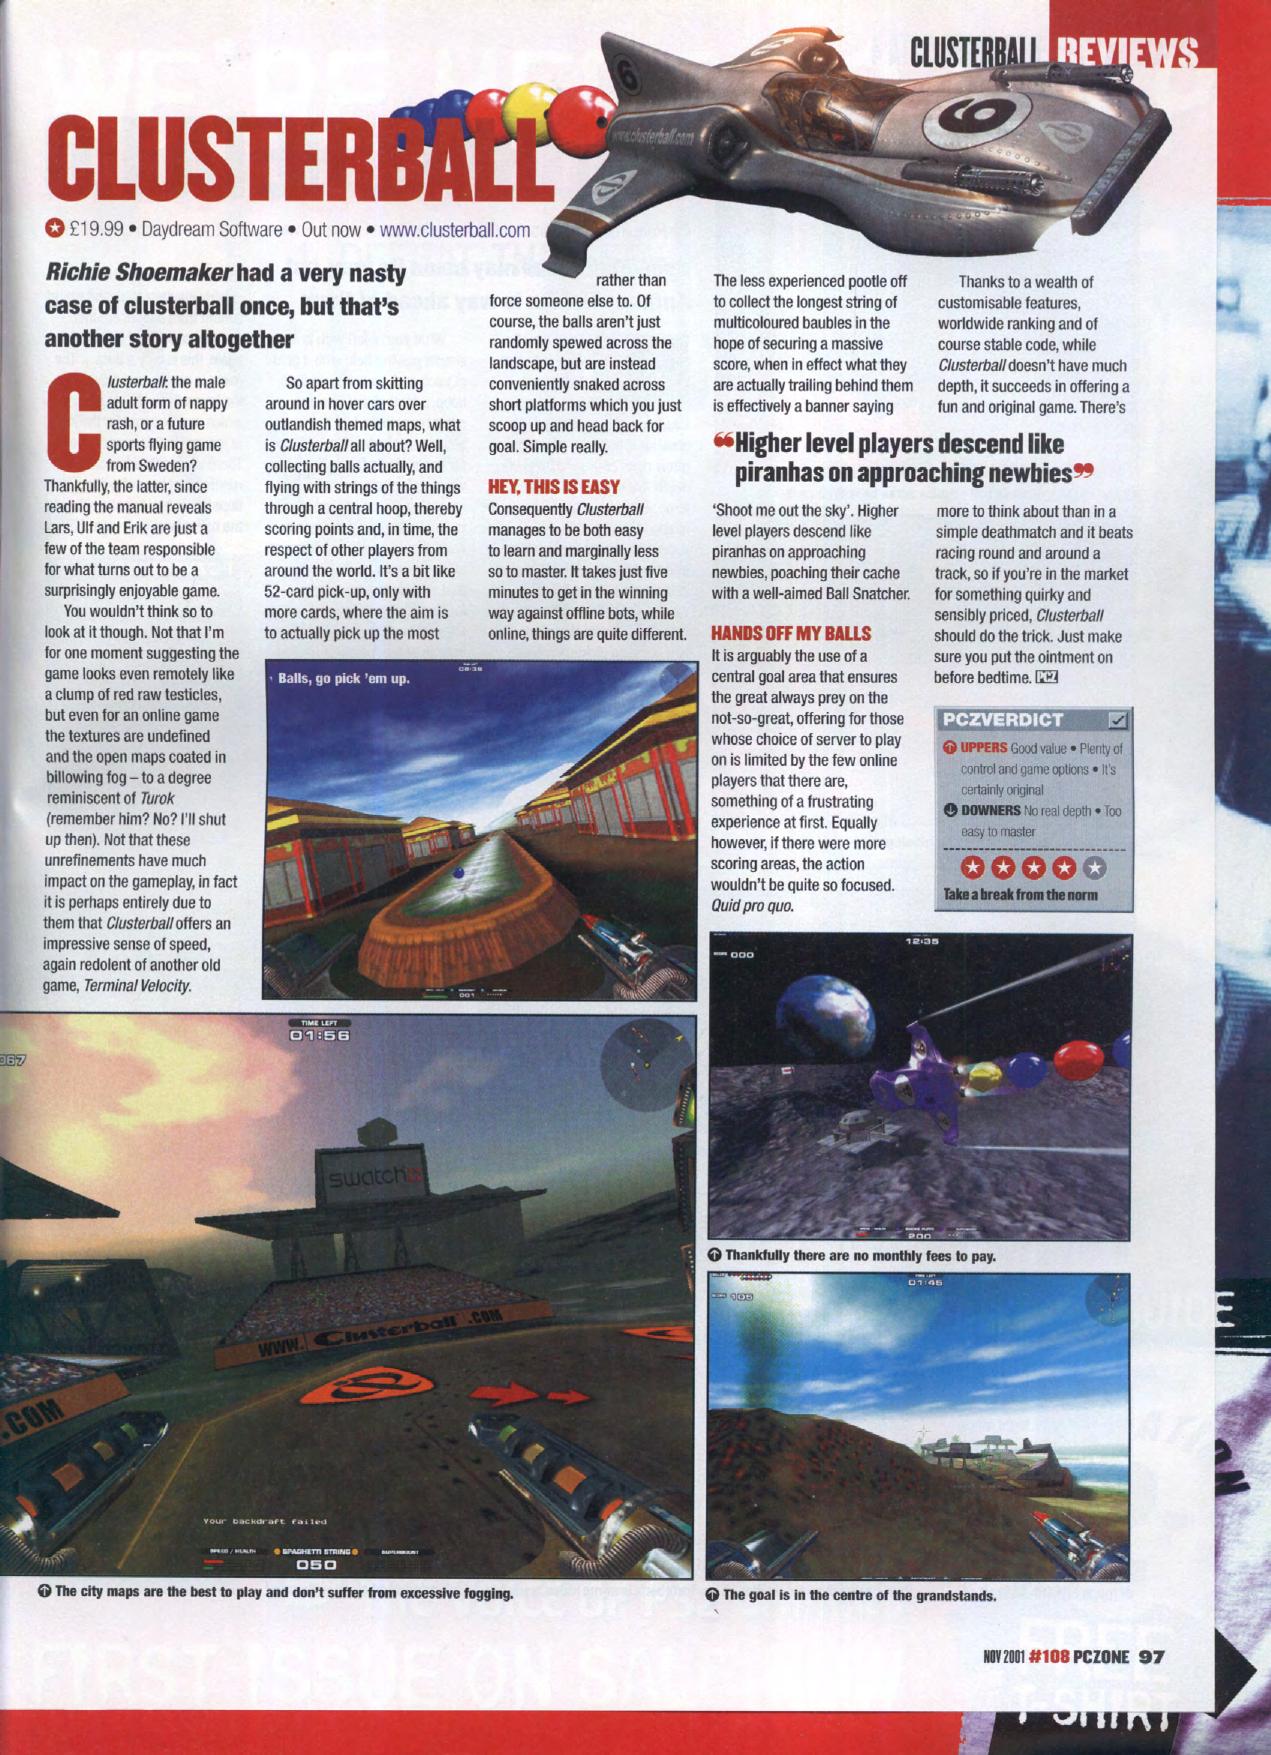 CLUSTERBALL REVIEWS
6
6
www.clusterball.com
CLUSTERBALL
£19.99 • Daydream Software • Out now • www.clusterball.com
Richie Shoemaker had a very nasty
case of clusterball once, but that's
another story altogether
Clusterball: the male
adult form of nappy
rash, or a future
sports flying game
from Sweden?
Thankfully, the latter, since
reading the manual reveals
Lars, Ulf and Erik are just a
few of the team responsible
for what turns out to be a
surprisingly enjoyable game.
You wouldn't think so to
look at it though. Not that I'm
for one moment suggesting the
game looks even remotely like
a clump of red raw testicles,
but even for an online game
the textures are undefined
and the open maps coated in
billowing fog – to a degree
reminiscent of Turok
(remember him? No? I'll shut
up then). Not that these
unrefinements have much
impact on the gameplay, in fact
it is perhaps entirely due to
them that Clusterball offers an
impressive sense of speed,
again redolent of another old
game, Terminal Velocity.
So apart from skitting
around in hover cars over
outlandish themed maps, what
is Clusterball all about? Well,
collecting balls actually, and
flying with strings of the things
through a central hoop, thereby
scoring points and, in time, the
respect of other players from
around the world. It's a bit like
52-card pick-up, only with
more cards, where the aim is
to actually pick up the most
rather than
force someone else to. Of
course, the balls aren't just
randomly spewed across the
landscape, but are instead
conveniently snaked across
short platforms which you just
scoop up and head back for
goal. Simple really.
HEY, THIS IS EASY
Consequently Clusterball
manages to be both easy
to learn and marginally less
so to master. It takes just five
minutes to get in the winning
way against offline bots, while
online, things are quite different.
The less experienced pootle off
to collect the longest string of
multicoloured baubles in the
hope of securing a massive
score, when in effect what they
are actually trailing behind them
is effectively a banner saying
“Higher level players descend like
piranhas on approaching newbies”
'Shoot me out the sky'. Higher
level players descend like
piranhas on approaching
newbies, poaching their cache
with a well-aimed Ball Snatcher.
HANDS OFF MY BALLS
It is arguably the use of a
central goal area that ensures
the great always prey on the
not-so-great, offering for those
whose choice of server to play
on is limited by the few online
players that there are,
something of a frustrating
experience at first. Equally
however, if there were more
scoring areas, the action
wouldn't be quite so focused.
Quid pro quo.
Thanks to a wealth of
customisable features,
worldwide ranking and of
course stable code, while
Clusterball doesn't have much
depth, it succeeds in offering a
fun and original game. There's
more to think about than in a
simple deathmatch and it beats
racing round and around a
track, so if you're in the market
for something quirky and
sensibly priced, Clusterball
should do the trick. Just make
sure you put the ointment on
before bedtime. PCZ
PCZVERDICT
UPPERS Good value • Plenty of
control and game options • It's
certainly original
DOWNERS No real depth • Too
easy to master
Take a break from the norm
Balls, go pick 'em up.
001
TIME LEFT
01:56
067
swatch
WWW. Clusterball .COM
.COM
Your backdraft failed
SPEED / HEALTH
SPAGHETTI STRING
050
The city maps are the best to play and don't suffer from excessive fogging.
12:35
000
200
Thankfully there are no monthly fees to pay.
01:45
105
The goal is in the centre of the grandstands.
NOV 2001 #108 PCZONE 97
T-SHIRT